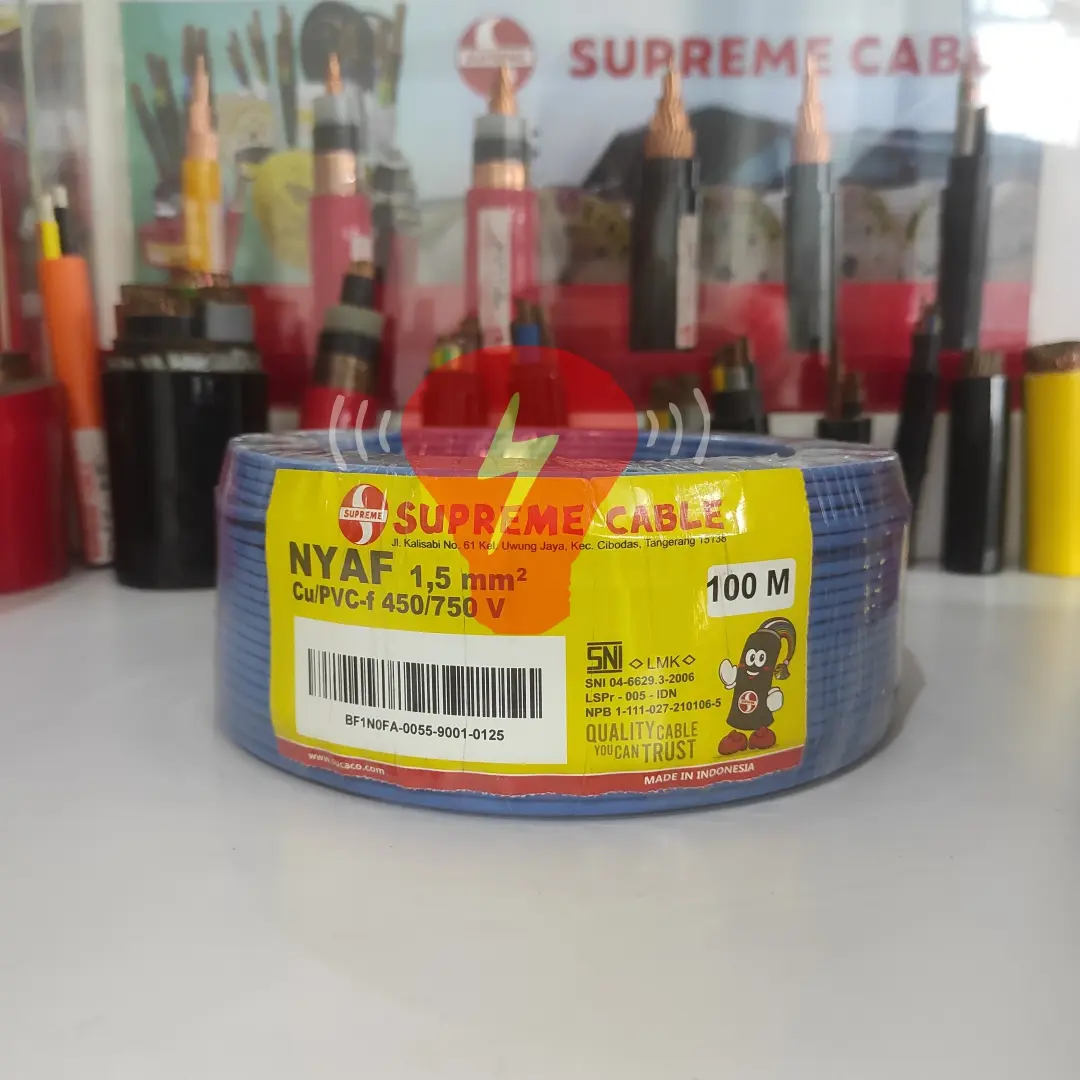 SUPREME CABL
SUPREME
SUPREME CABLE
Jl. Kalisabi No. 61 Kel. Uwung Jaya, Kec. Cibodas, Tangerang 15138
NYAF 1,5 mm²
Cu/PVC-f 450/750 V
100 M
BF1N0FA-0055-9001-0125
SNI LMK
SNI 04-6629.3-2006
LSPr - 005 - IDN
NPB 1-111-027-210106-5
QUALITY CABLE
YOU CAN TRUST
www.sucaco.com
MADE IN INDONESIA